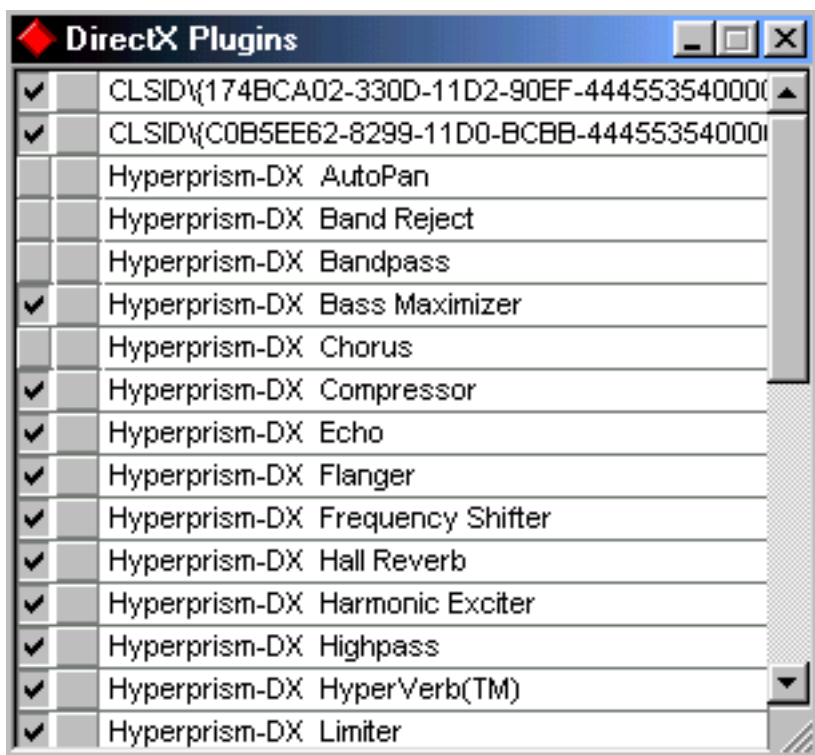 DirectX Plugins
CLSID\{174BCA02-330D-11D2-90EF-444553540000
CLSID\{C0B5EE62-8299-11D0-BCBB-444553540000
Hyperprism-DX AutoPan
Hyperprism-DX Band Reject
Hyperprism-DX Bandpass
Hyperprism-DX Bass Maximizer
Hyperprism-DX Chorus
Hyperprism-DX Compressor
Hyperprism-DX Echo
Hyperprism-DX Flanger
Hyperprism-DX Frequency Shifter
Hyperprism-DX Hall Reverb
Hyperprism-DX Harmonic Exciter
Hyperprism-DX Highpass
Hyperprism-DX HyperVerb(TM)
Hyperprism-DX Limiter